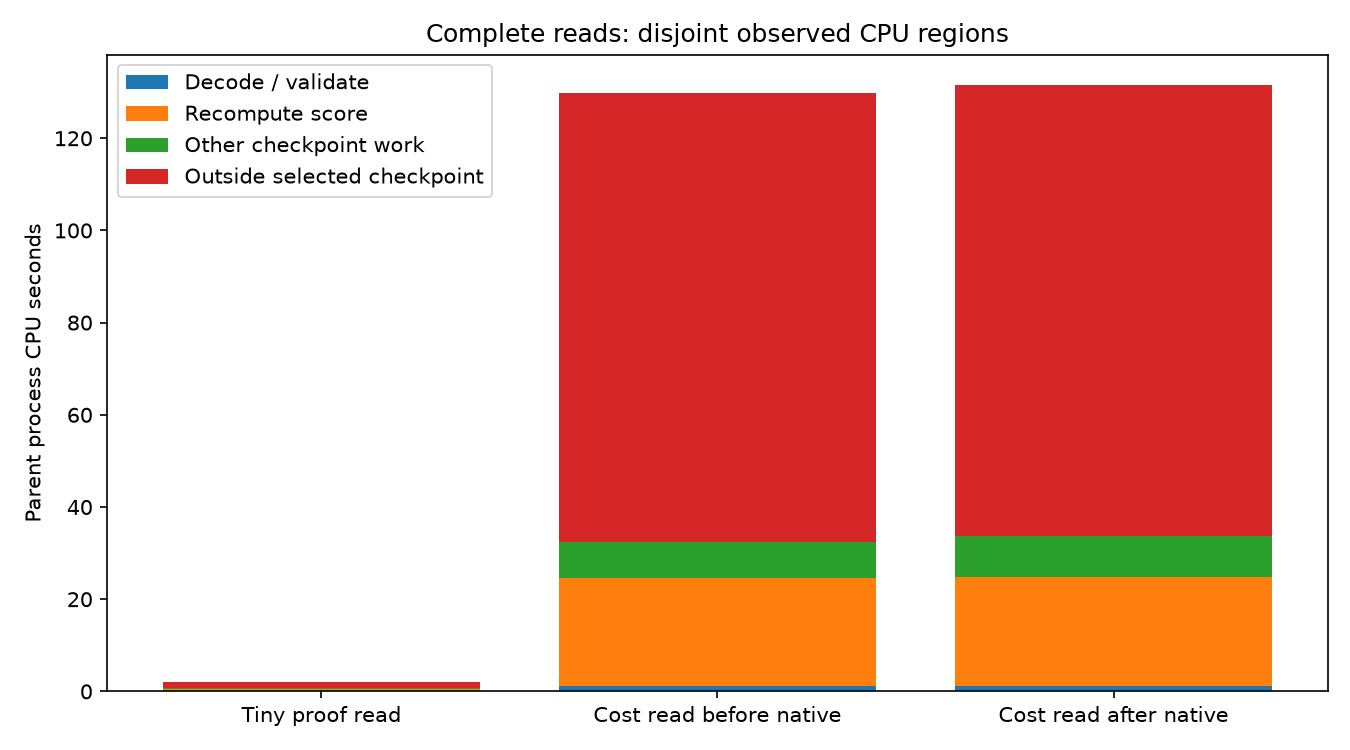 Complete reads: disjoint observed CPU regions
Decode / validate
Recompute score
Other checkpoint work
Outside selected checkpoint
Parent process CPU seconds
120
100
80
60
40
20
0
Tiny proof read
Cost read before native
Cost read after native